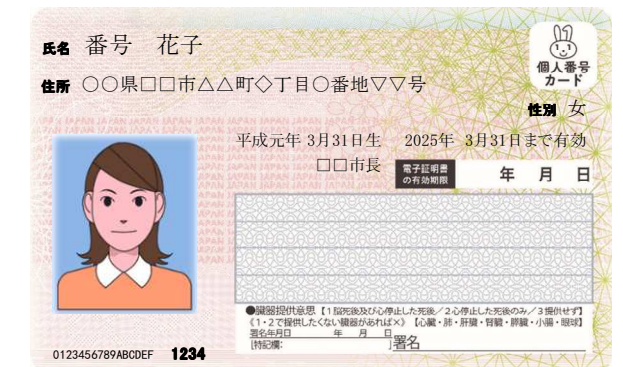 氏名 番号 花子
個人番号
カード
住所 ○○県□□市△△町◇丁目○番地▽▽号
性別 女
平成元年 3月31日生 2025年 3月31日まで有効
□□市長 電子証明書の有効期限 年 月 日
●臓器提供意思【1脳死後及び心停止した死後/2心停止した死後のみ/3提供せず】
《1・2で提供したくない臓器があれば×》【心臓・肺・肝臓・腎臓・膵臓・小腸・眼球】
署名年月日 年 月 日
[特記欄: ] 署名
0123456789ABCDEF 1234